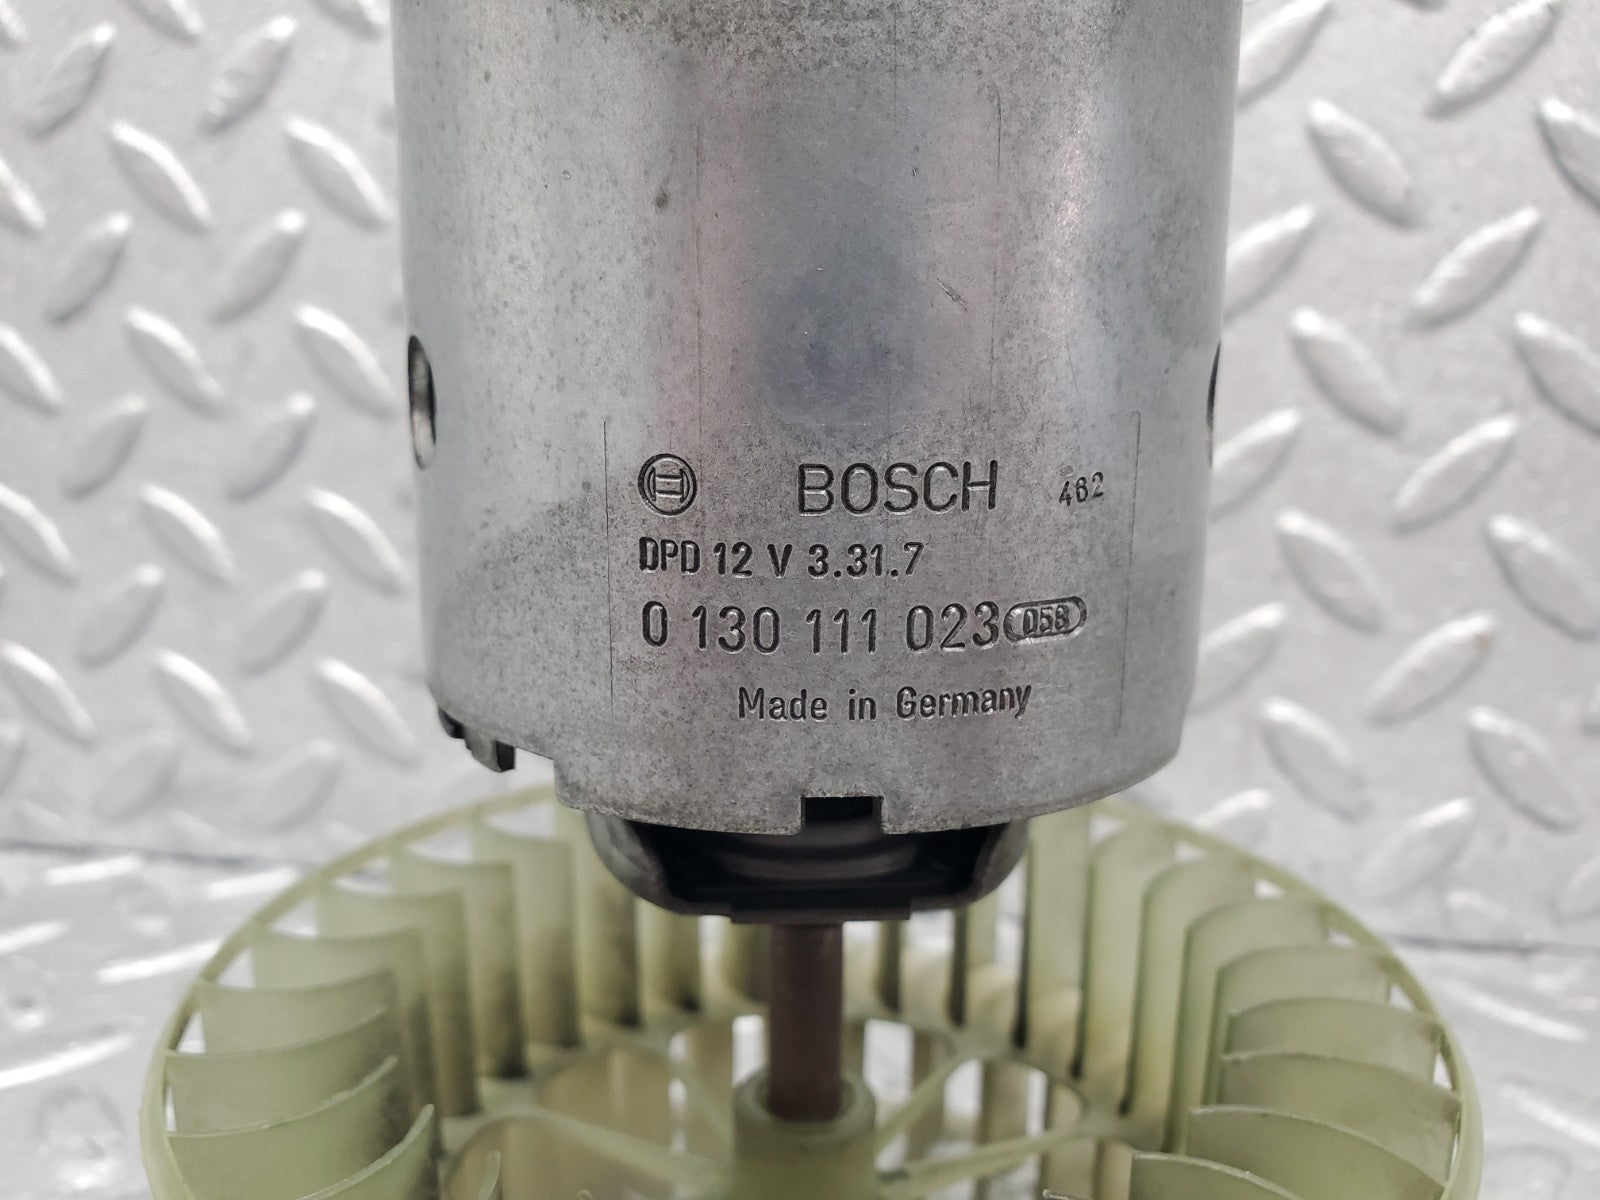 BOSCH 462
DPD 12 V 3.31.7
0 130 111 023 058
Made in Germany